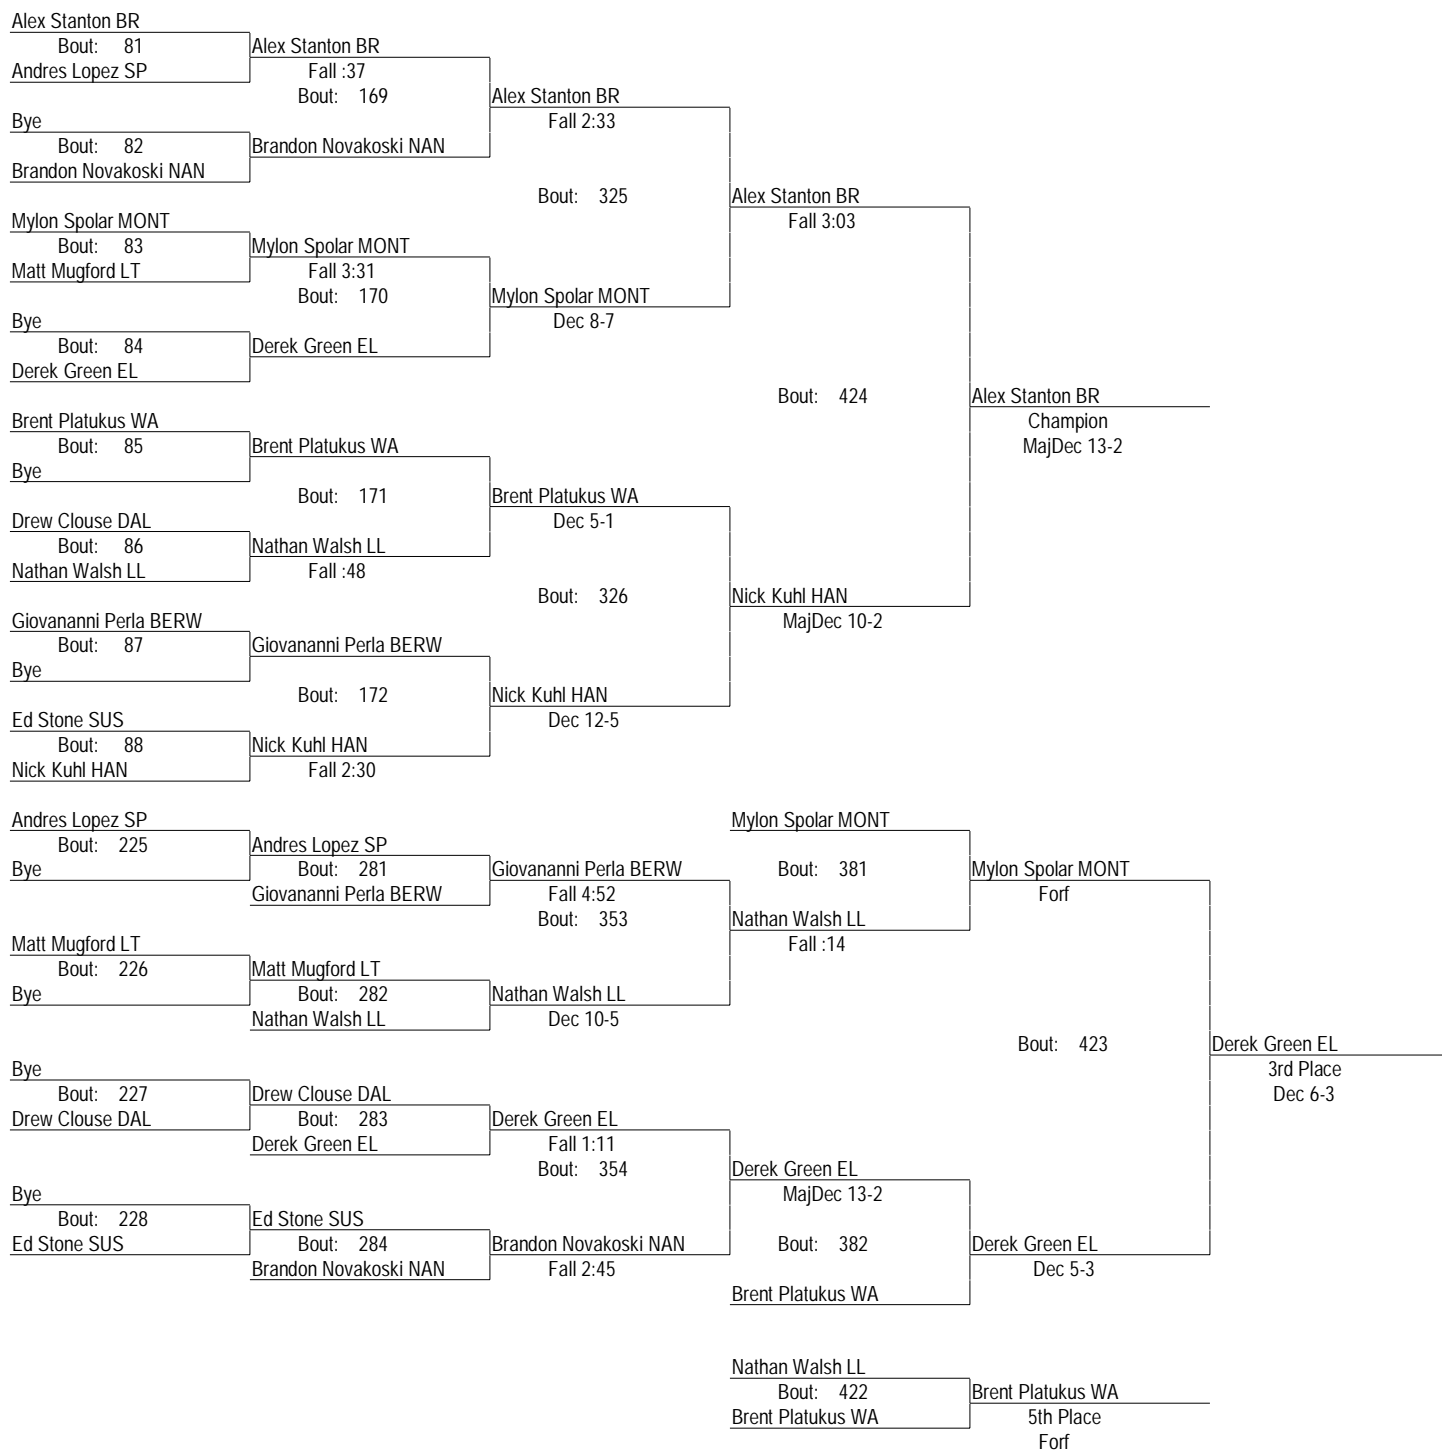 Alex Stanton BR
Bout: 81
Alex Stanton BR
Andres Lopez SP
Fall :37
Bout: 169
Alex Stanton BR
Bye
Fall 2:33
Bout: 82
Brandon Novakoski NAN
Brandon Novakoski NAN
Bout: 325
Alex Stanton BR
Mylon Spolar MONT
Fall 3:03
Bout: 83
Mylon Spolar MONT
Matt Mugford LT
Fall 3:31
Bout: 170
Mylon Spolar MONT
Bye
Dec 8-7
Bout: 84
Derek Green EL
Derek Green EL
Bout: 424
Alex Stanton BR
Brent Platukus WA
Champion
Bout: 85
Brent Platukus WA
MajDec 13-2
Bye
Bout: 171
Brent Platukus WA
Drew Clouse DAL
Dec 5-1
Bout: 86
Nathan Walsh LL
Nathan Walsh LL
Fall :48
Bout: 326
Nick Kuhl HAN
Giovananni Perla BERW
MajDec 10-2
Bout: 87
Giovananni Perla BERW
Bye
Bout: 172
Nick Kuhl HAN
Ed Stone SUS
Dec 12-5
Bout: 88
Nick Kuhl HAN
Nick Kuhl HAN
Fall 2:30
Andres Lopez SP
Mylon Spolar MONT
Bout: 225
Andres Lopez SP
Bye
Bout: 281
Giovananni Perla BERW
Bout: 381
Mylon Spolar MONT
Giovananni Perla BERW
Fall 4:52
Forf
Bout: 353
Nathan Walsh LL
Matt Mugford LT
Fall :14
Bout: 226
Matt Mugford LT
Bye
Bout: 282
Nathan Walsh LL
Nathan Walsh LL
Dec 10-5
Bout: 423
Derek Green EL
Bye
3rd Place
Bout: 227
Drew Clouse DAL
Dec 6-3
Drew Clouse DAL
Bout: 283
Derek Green EL
Derek Green EL
Fall 1:11
Bout: 354
Derek Green EL
Bye
MajDec 13-2
Bout: 228
Ed Stone SUS
Ed Stone SUS
Bout: 284
Brandon Novakoski NAN
Bout: 382
Derek Green EL
Brandon Novakoski NAN
Fall 2:45
Dec 5-3
Brent Platukus WA
Nathan Walsh LL
Bout: 422
Brent Platukus WA
Brent Platukus WA
5th Place
Forf